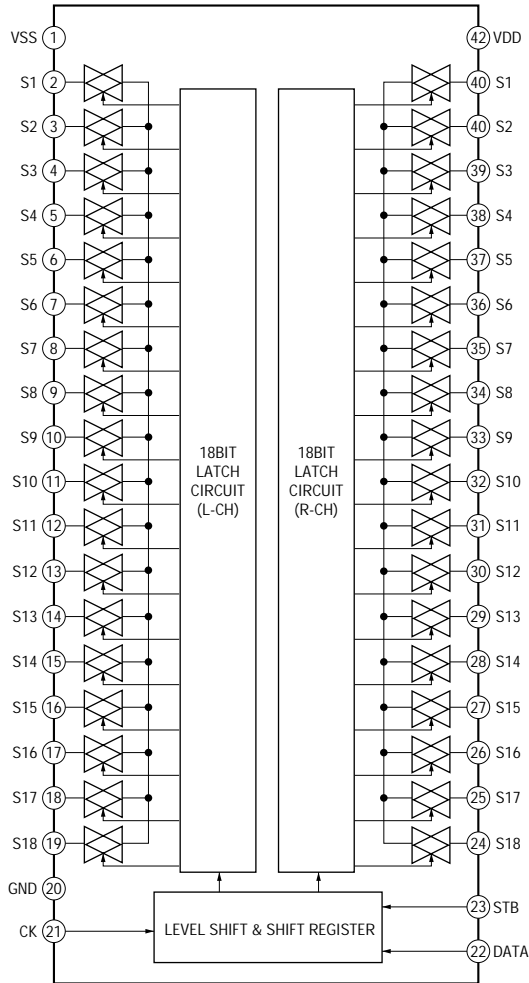 VSS 1
42 VDD
S1 2
40 S1
S2 3
40 S2
S3 4
39 S3
S4 5
38 S4
S5 6
37 S5
S6 7
36 S6
S7 8
35 S7
S8 9
34 S8
S9 10
33 S9
18BIT
LATCH
CIRCUIT
(L-CH)
18BIT
LATCH
CIRCUIT
(R-CH)
S10 11
32 S10
S11 12
31 S11
S12 13
30 S12
S13 14
29 S13
S14 15
28 S14
S15 16
27 S15
S16 17
26 S16
S17 18
25 S17
S18 19
24 S18
GND 20
23 STB
CK 21
LEVEL SHIFT & SHIFT REGISTER
22 DATA